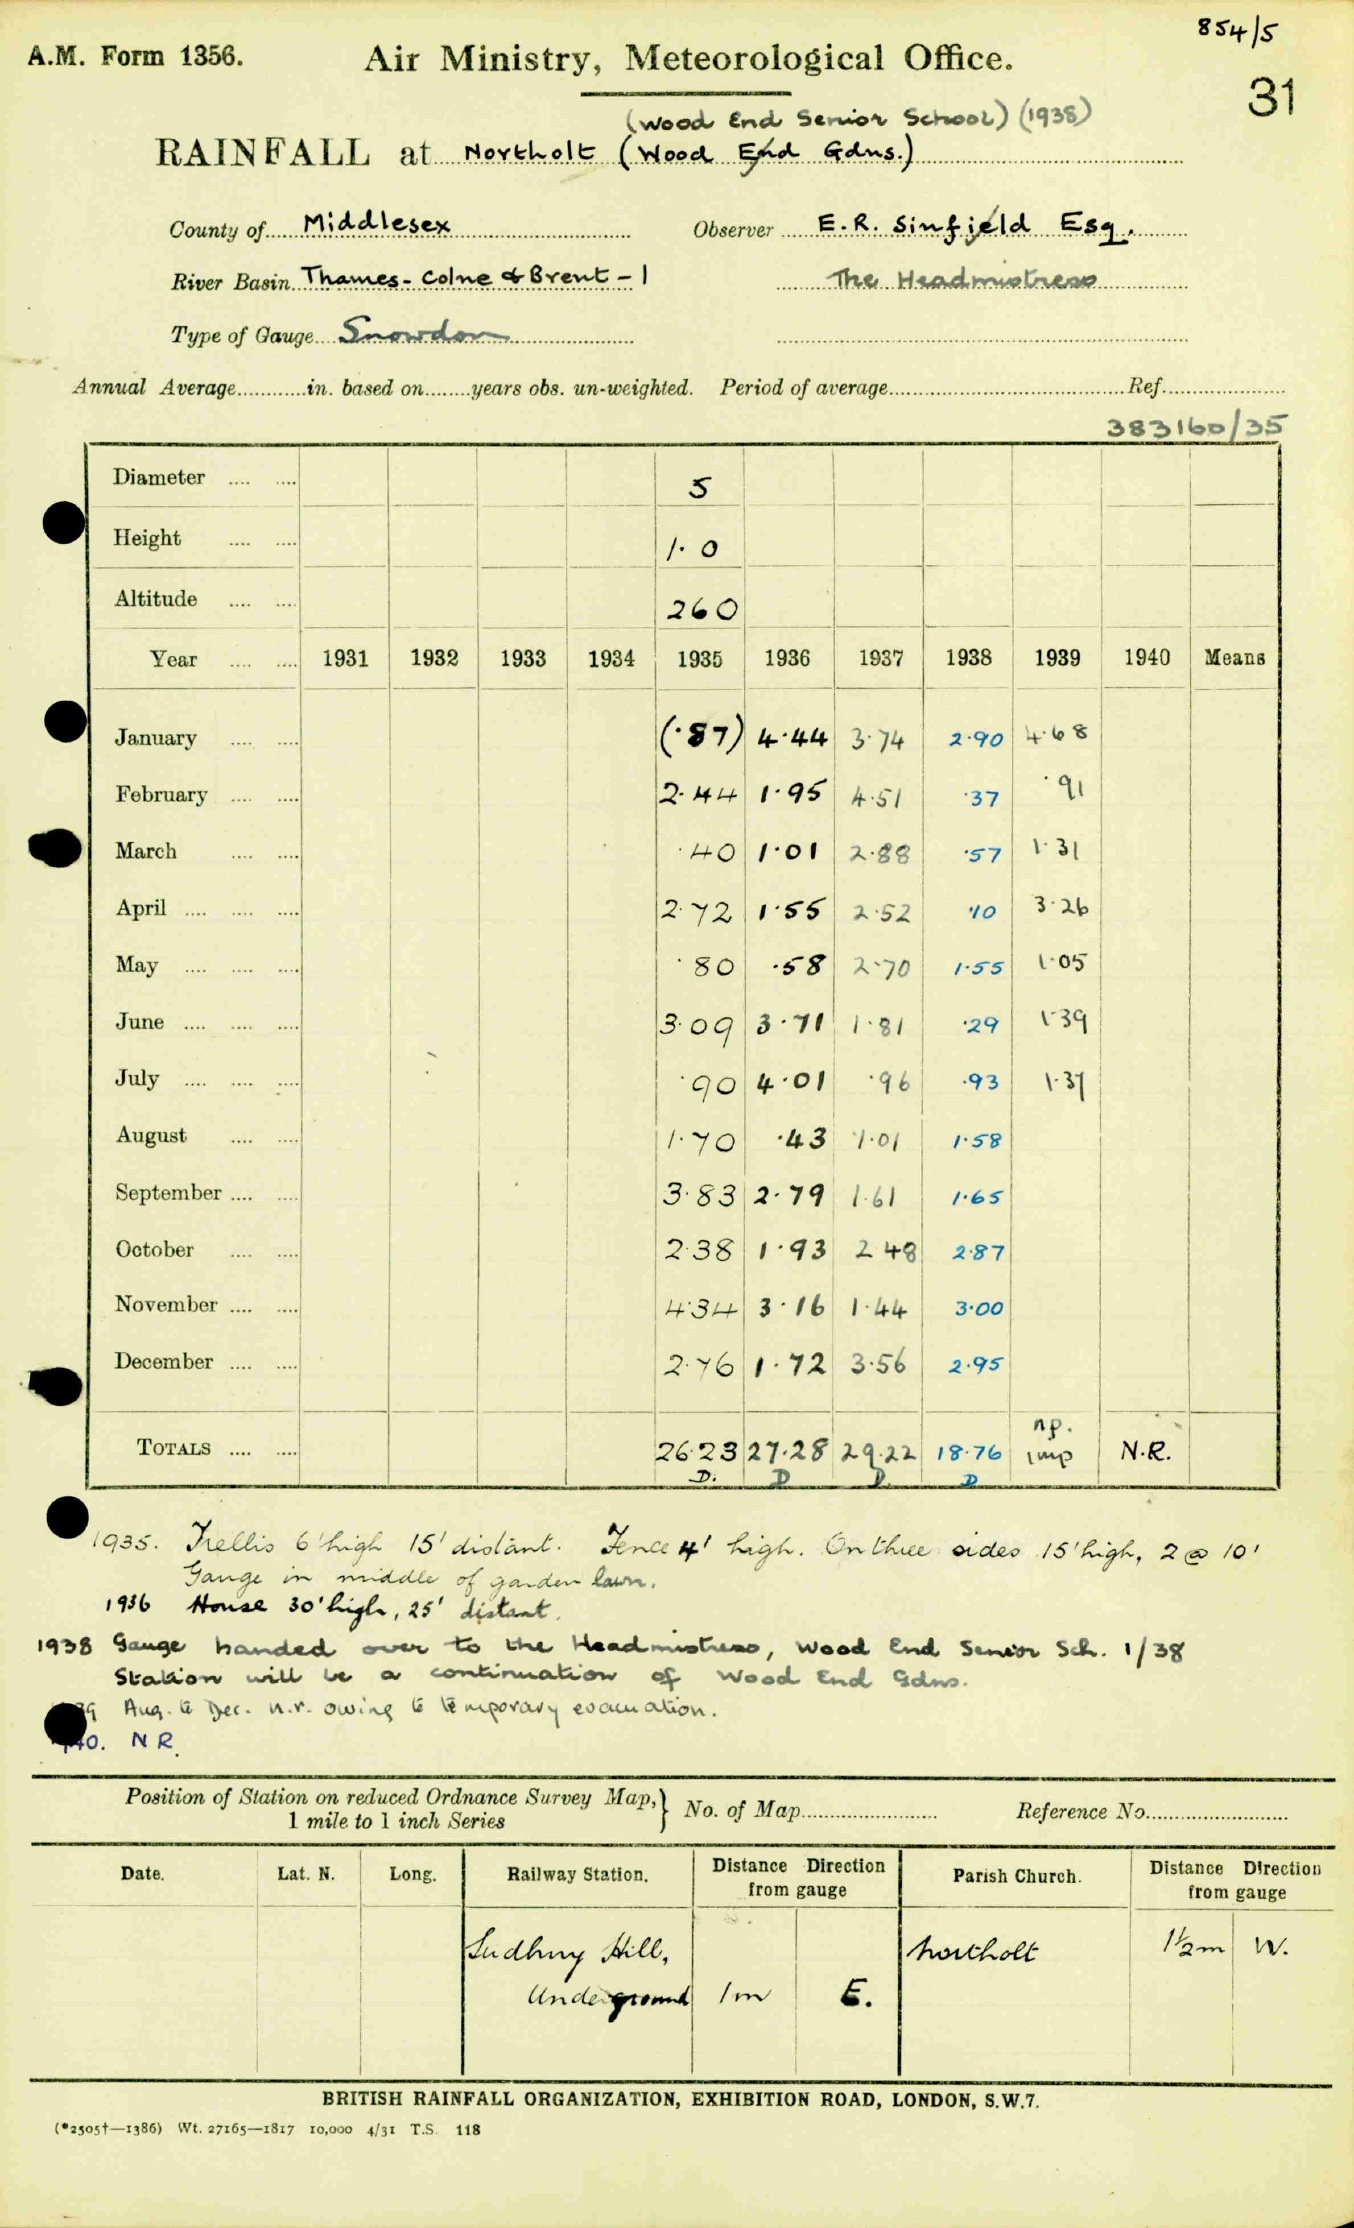 854/5
A.M. Form 1356. Air Ministry, Meteorological Office.
31
(Wood End Senior School) (1938)
RAINFALL at Northolt (Wood End Gdns.)
County of Middlesex Observer E.R. Sinfield Esq.
River Basin Thames - Colne & Brent - 1 The Headmistress
Type of Gauge Snowdon
Annual Average in. based on years obs. un-weighted. Period of average Ref.
383160/35
Diameter 5
Height 1.0
Altitude 260
Year 1931 1932 1933 1934 1935 1936 1937 1938 1939 1940 Means
January (.87) 4.44 3.74 2.90 4.68
February 2.44 1.95 4.51 .37 .91
March .40 1.01 2.88 .57 1.31
April 2.72 1.55 2.52 .10 3.26
May .80 .58 2.70 1.55 1.05
June 3.09 3.71 1.81 .29 1.39
July .90 4.01 .96 .93 1.37
August 1.70 .43 1.01 1.58
September 3.83 2.79 1.61 1.65
October 2.38 1.93 2 48 2.87
November 4.34 3.16 1.44 3.00
December 2.76 1.72 3.56 2.95
np.
TOTALS 26.23 27.28 29.22 18.76 imp N.R.
D. D D. D
1935. Trellis 6' high 15' distant. Fence 4' high. On three sides 15' high, 2 @ 10'
Gauge in middle of garden lawn.
1936 House 30' high, 25' distant.
1938 Gauge handed over to the Headmistress, Wood End Senior Sch. 1/38
Station will be a continuation of Wood End Gdns.
39 Aug. to Dec. n.r. owing to temporary evacuation.
40. N R.
Position of Station on reduced Ordnance Survey Map, } No. of Map Reference No.
1 mile to 1 inch Series
Date. Lat. N. Long. Railway Station. Distance Direction from gauge Parish Church. Distance Direction from gauge
Sudbury Hill, Northolt 1½m W.
Underground 1m E.
BRITISH RAINFALL ORGANIZATION, EXHIBITION ROAD, LONDON, S.W.7.
(*2505†—1386) Wt. 27165—1817 10,000 4/31 T.S. 118